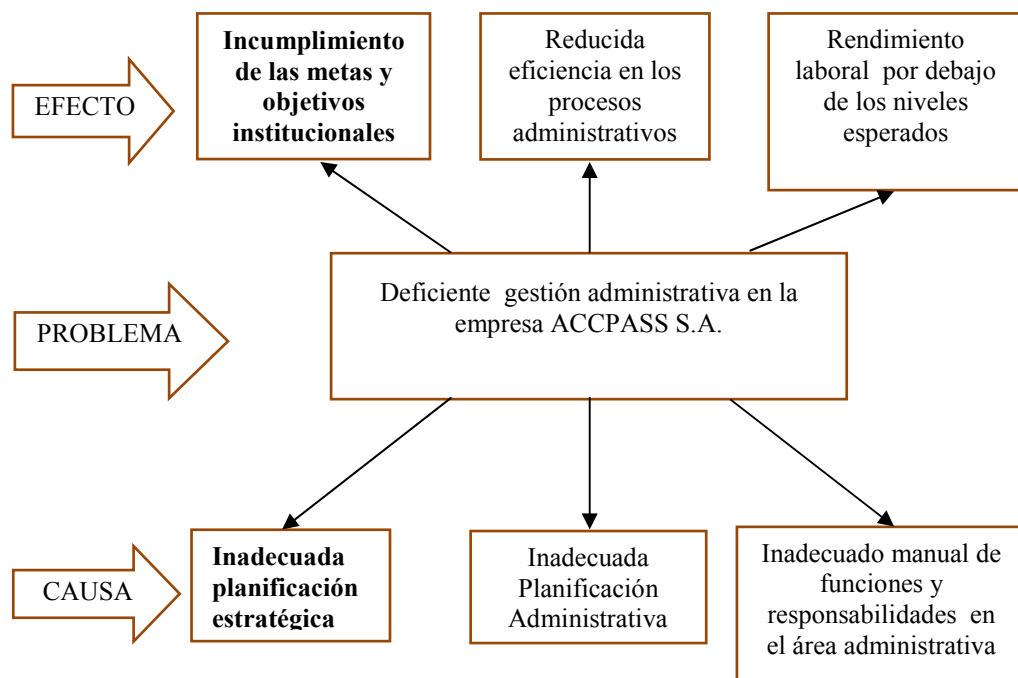 EFECTO
Incumplimiento
de las metas y
objetivos
institucionales
Reducida
eficiencia en los
procesos
administrativos
Rendimiento
laboral por debajo
de los niveles
esperados
PROBLEMA
Deficiente gestión administrativa en la
empresa ACCPASS S.A.
CAUSA
Inadecuada
planificación
estratégica
Inadecuada
Planificación
Administrativa
Inadecuado manual de
funciones y
responsabilidades en
el área administrativa